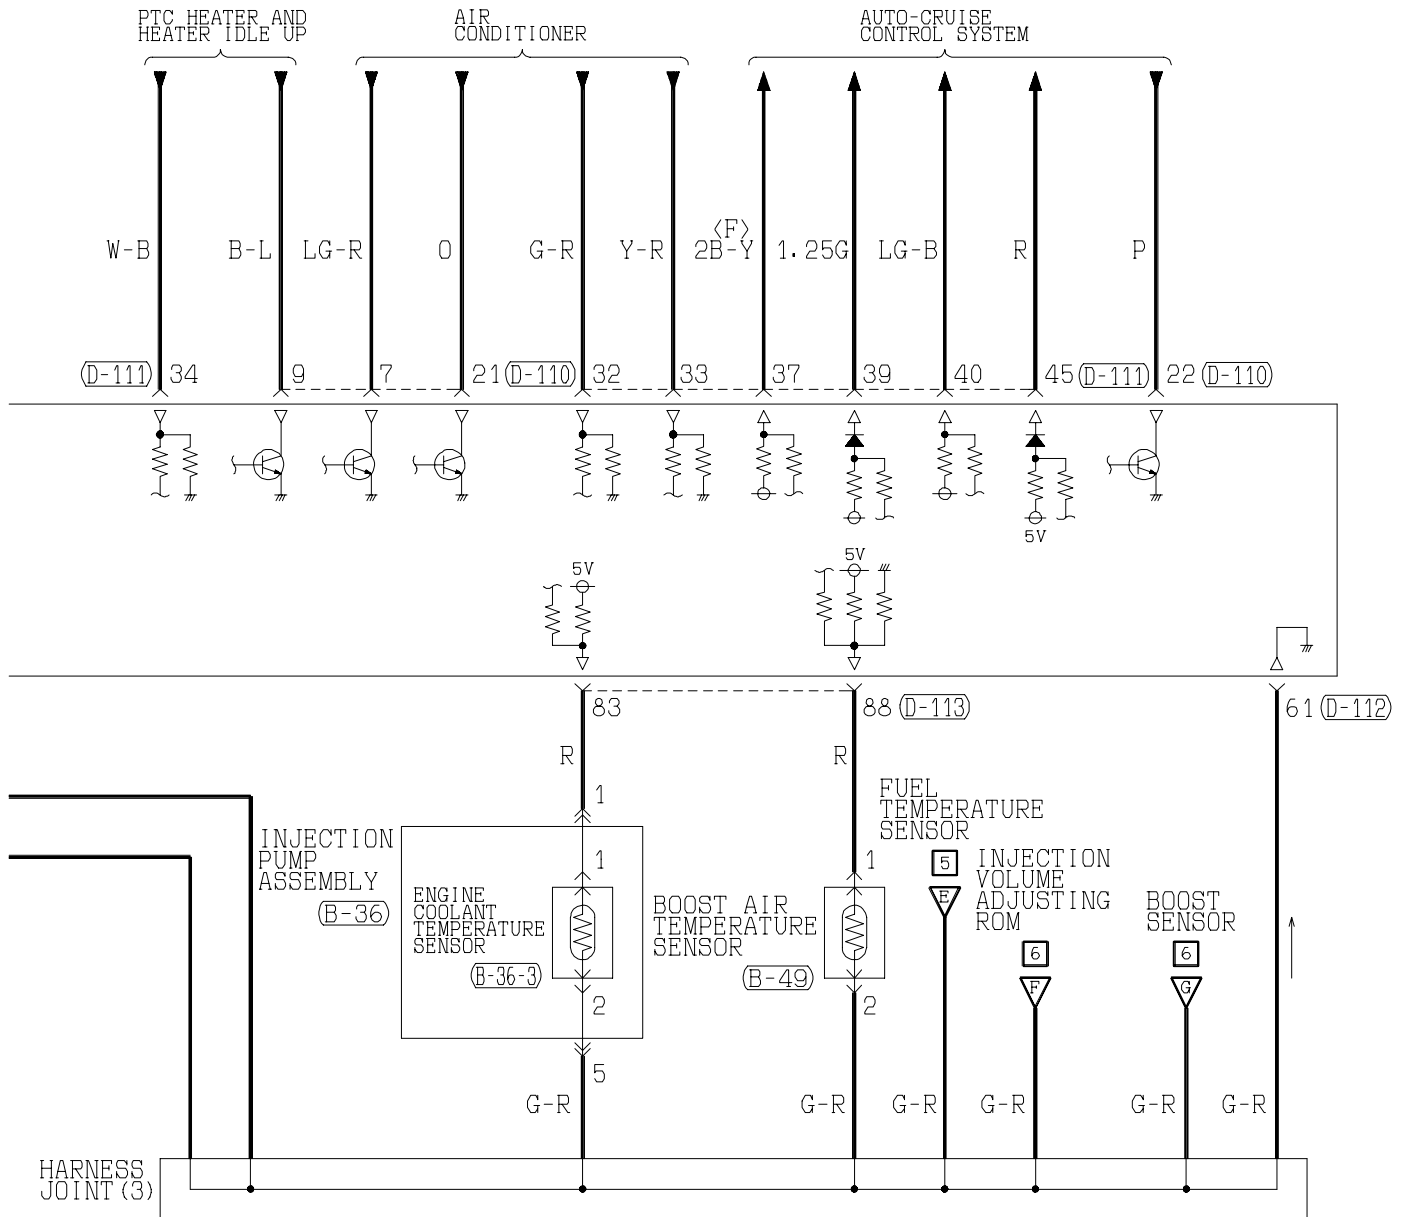 PTC HEATER AND
HEATER IDLE UP
AIR
CONDITIONER
AUTO-CRUISE
CONTROL SYSTEM
W-B
B-L
LG-R
O
G-R
Y-R
〈F〉
2B-Y
1.25G
LG-B
R
P
D-111
34
9
7
21
D-110
32
33
37
39
40
45
D-111
22
D-110
5V
5V
5V
83
88
D-113
61
D-112
R
R
1
FUEL
TEMPERATURE
SENSOR
INJECTION
PUMP
ASSEMBLY
B-36
1
1
ENGINE
COOLANT
TEMPERATURE
SENSOR
B-36-3
BOOST AIR
TEMPERATURE
SENSOR
B-49
5
E
INJECTION
VOLUME
ADJUSTING
ROM
6
F
BOOST
SENSOR
6
G
2
2
5
G-R
G-R
G-R
G-R
G-R
G-R
HARNESS
JOINT(3)